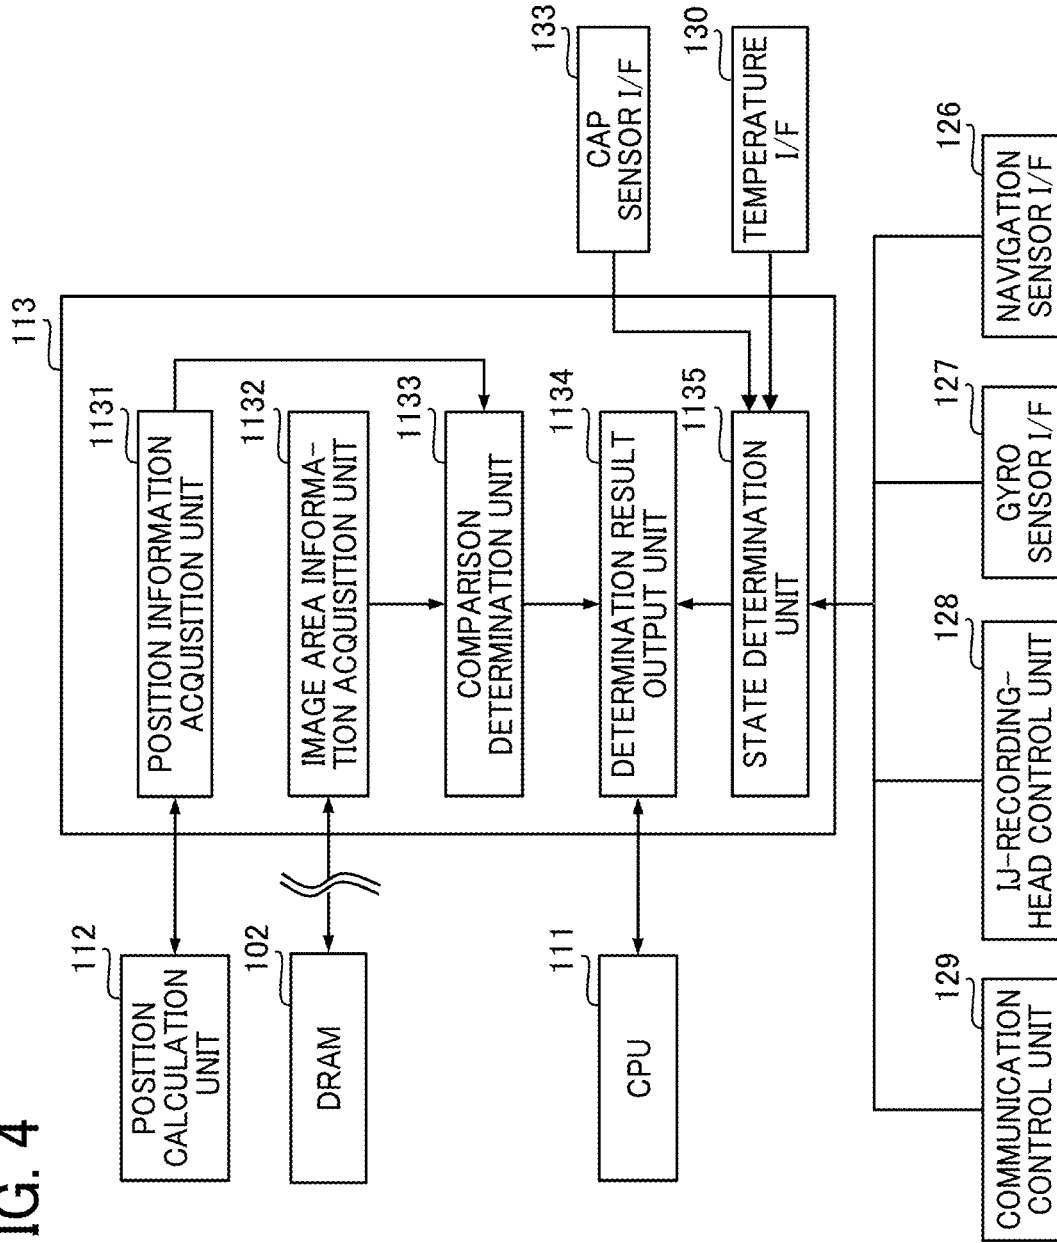 IG. 4
113
112
POSITION
CALCULATION
UNIT
1131
POSITION INFORMATION
ACQUISITION UNIT
102
DRAM
1132
IMAGE AREA INFORMA-
TION ACQUISITION UNIT
1133
COMPARISON
DETERMINATION UNIT
133
CAP
SENSOR I/F
111
CPU
1134
DETERMINATION RESULT
OUTPUT UNIT
130
TEMPERATURE
I/F
1135
STATE DETERMINATION
UNIT
129
COMMUNICATION
CONTROL UNIT
128
IJ-RECORDING-
HEAD CONTROL UNIT
127
GYRO
SENSOR I/F
126
NAVIGATION
SENSOR I/F